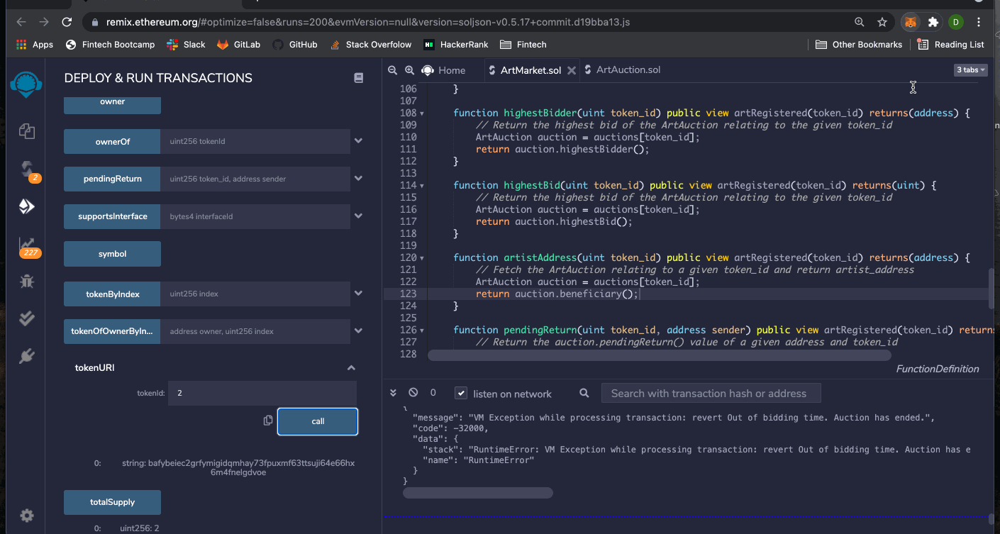 remix.ethereum.org/#optimize=false&runs=200&evmVersion=null&version=soljson-v0.5.17+commit.d19bba13.js
D
Apps Fintech Bootcamp Slack GitLab GitHub Stack Overfolow HackerRank Fintech Other Bookmarks Reading List
DEPLOY & RUN TRANSACTIONS
owner
ownerOf uint256 tokenId
pendingReturn uint256 token_id, address sender
supportsInterface bytes4 interfaceId
symbol
tokenByIndex uint256 index
tokenOfOwnerByIn... address owner, uint256 index
tokenURI
tokenId: 2
call
0: string: bafybeiec2grfymigidqmhay73fpuxmf63ttsuji64e66hx
6m4fnelgdvoe
totalSupply
0: uint256: 2
2
227
Home ArtMarket.sol ArtAuction.sol 3 tabs
106 }
107
108 function highestBidder(uint token_id) public view artRegistered(token_id) returns(address) {
109 // Return the highest bid of the ArtAuction relating to the given token_id
110 ArtAuction auction = auctions[token_id];
111 return auction.highestBidder();
112 }
113
114 function highestBid(uint token_id) public view artRegistered(token_id) returns(uint) {
115 // Return the highest bid of the ArtAuction relating to the given token_id
116 ArtAuction auction = auctions[token_id];
117 return auction.highestBid();
118 }
119
120 function artistAddress(uint token_id) public view artRegistered(token_id) returns(address) {
121 // Fetch the ArtAuction relating to a given token_id and return artist_address
122 ArtAuction auction = auctions[token_id];
123 return auction.beneficiary();
124 }
125
126 function pendingReturn(uint token_id, address sender) public view artRegistered(token_id) returns
127 // Return the auction.pendingReturn() value of a given address and token_id
128
FunctionDefinition
0 listen on network Search with transaction hash or address
{
"message": "VM Exception while processing transaction: revert Out of bidding time. Auction has ended.",
"code": -32000,
"data": {
"stack": "RuntimeError: VM Exception while processing transaction: revert Out of bidding time. Auction has e
"name": "RuntimeError"
}
}